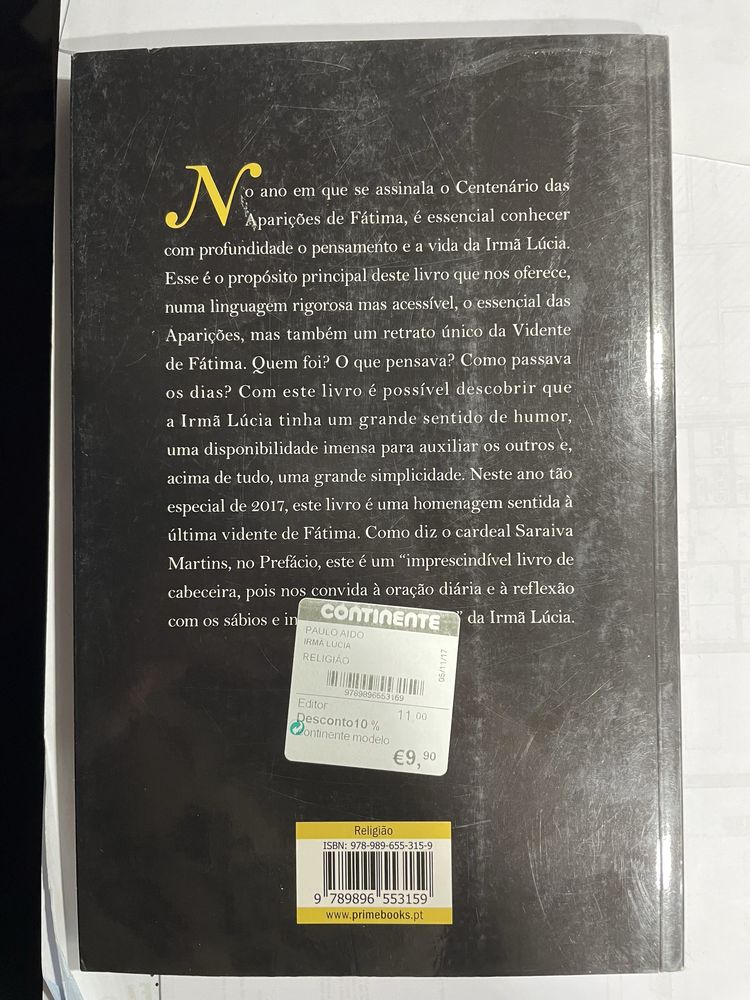 No ano em que se assinala o Centenário das
Aparições de Fátima, é essencial conhecer
com profundidade o pensamento e a vida da Irmã Lúcia.
Esse é o propósito principal deste livro que nos oferece,
numa linguagem rigorosa mas acessível, o essencial das
Aparições, mas também um retrato único da Vidente
de Fátima. Quem foi? O que pensava? Como passava
os dias? Com este livro é possível descobrir que
a Irmã Lúcia tinha um grande sentido de humor,
uma disponibilidade imensa para auxiliar os outros e,
acima de tudo, uma grande simplicidade. Neste ano tão
especial de 2017, este livro é uma homenagem sentida à
última vidente de Fátima. Como diz o cardeal Saraiva
Martins, no Prefácio, este é um “imprescindível livro de
cabeceira, pois nos convida à oração diária e à reflexão
com os sábios e ” da Irmã Lúcia.
CONTINENTE
PAULO AIDO
IRMÃ LUCIA
RELIGIÃO
05/11/17
9789896553159
Editor 11,00
Desconto10 %
Continente modelo
€9,90
Religião
ISBN: 978-989-655-315-9
9 789896 553159
www.primebooks.pt